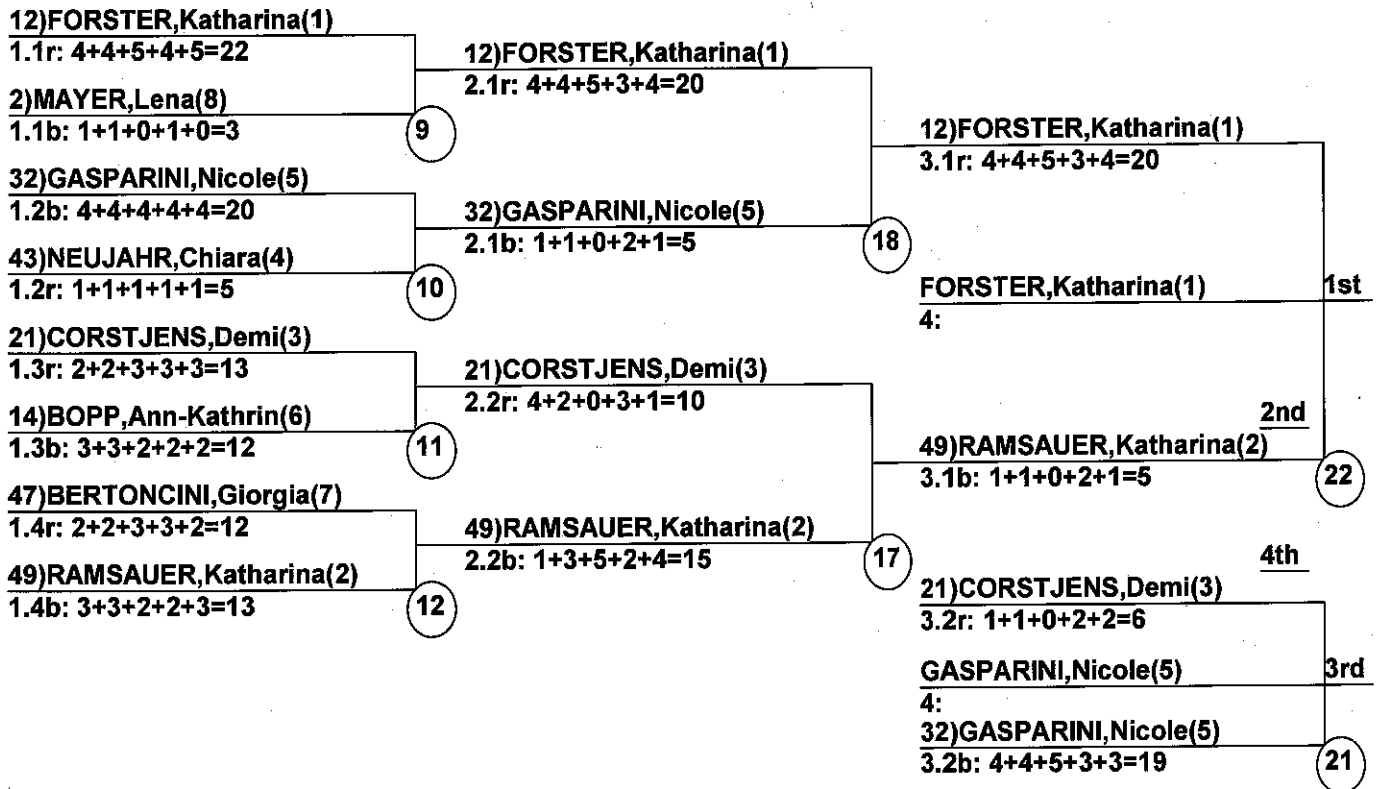 12)FORSTER,Katharina(1)
1.1r: 4+4+5+4+5=22
2)MAYER,Lena(8)
1.1b: 1+1+0+1+0=3
9
32)GASPARINI,Nicole(5)
1.2b: 4+4+4+4+4=20
43)NEUJAHR,Chiara(4)
1.2r: 1+1+1+1+1=5
10
21)CORSTJENS,Demi(3)
1.3r: 2+2+3+3+3=13
14)BOPP,Ann-Kathrin(6)
1.3b: 3+3+2+2+2=12
11
47)BERTONCINI,Giorgia(7)
1.4r: 2+2+3+3+2=12
49)RAMSAUER,Katharina(2)
1.4b: 3+3+2+2+3=13
12
12)FORSTER,Katharina(1)
2.1r: 4+4+5+3+4=20
32)GASPARINI,Nicole(5)
2.1b: 1+1+0+2+1=5
18
21)CORSTJENS,Demi(3)
2.2r: 4+2+0+3+1=10
49)RAMSAUER,Katharina(2)
2.2b: 1+3+5+2+4=15
17
12)FORSTER,Katharina(1)
3.1r: 4+4+5+3+4=20
FORSTER,Katharina(1) 1st
4:
2nd
49)RAMSAUER,Katharina(2)
3.1b: 1+1+0+2+1=5
22
4th
21)CORSTJENS,Demi(3)
3.2r: 1+1+0+2+2=6
GASPARINI,Nicole(5) 3rd
4:
32)GASPARINI,Nicole(5)
3.2b: 4+4+5+3+3=19
21